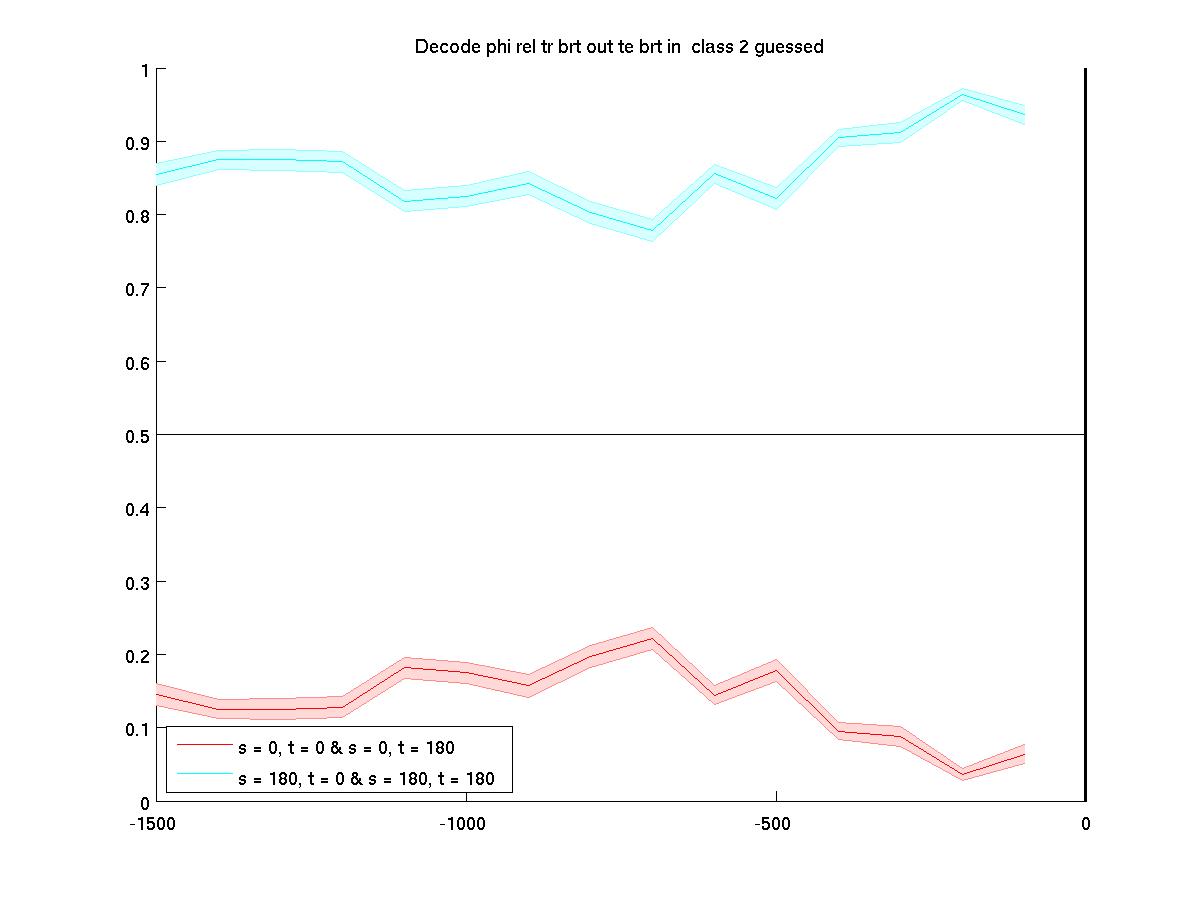 Decode phi rel tr brt out te brt in  class 2 guessed
1
0.9
0.8
0.7
0.6
0.5
0.4
0.3
0.2
0.1
0
s = 0, t = 0 & s = 0, t = 180
s = 180, t = 0 & s = 180, t = 180
-1500 -1000 -500 0